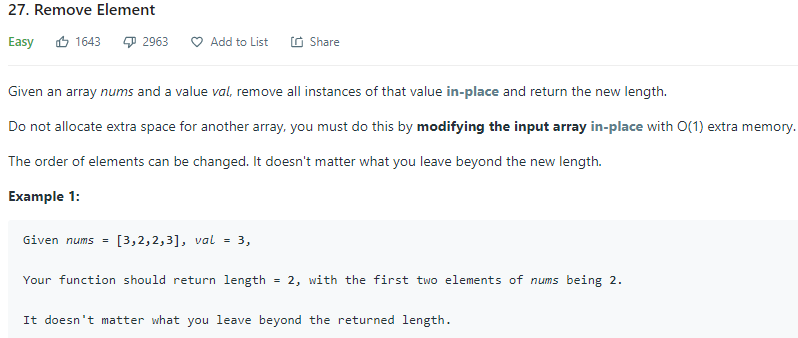 27. Remove Element
Easy 1643 2963 Add to List Share
Given an array nums and a value val, remove all instances of that value in-place and return the new length.
Do not allocate extra space for another array, you must do this by modifying the input array in-place with O(1) extra memory.
The order of elements can be changed. It doesn't matter what you leave beyond the new length.
Example 1:
Given nums = [3,2,2,3], val = 3,
Your function should return length = 2, with the first two elements of nums being 2.
It doesn't matter what you leave beyond the returned length.